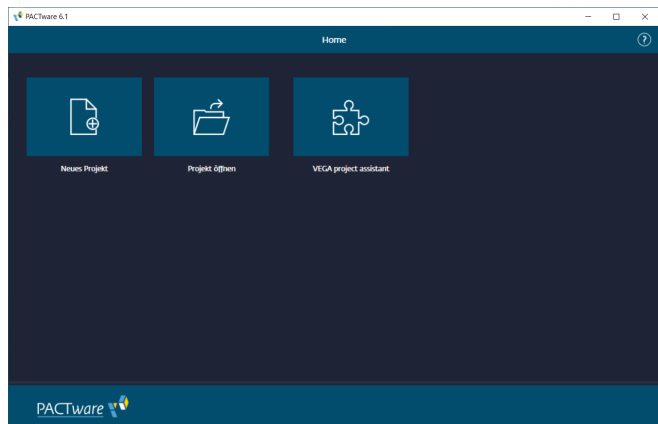 PACTware 6.1
Home
?
Neues Projekt
Projekt öffnen
VEGA project assistant
PACTware